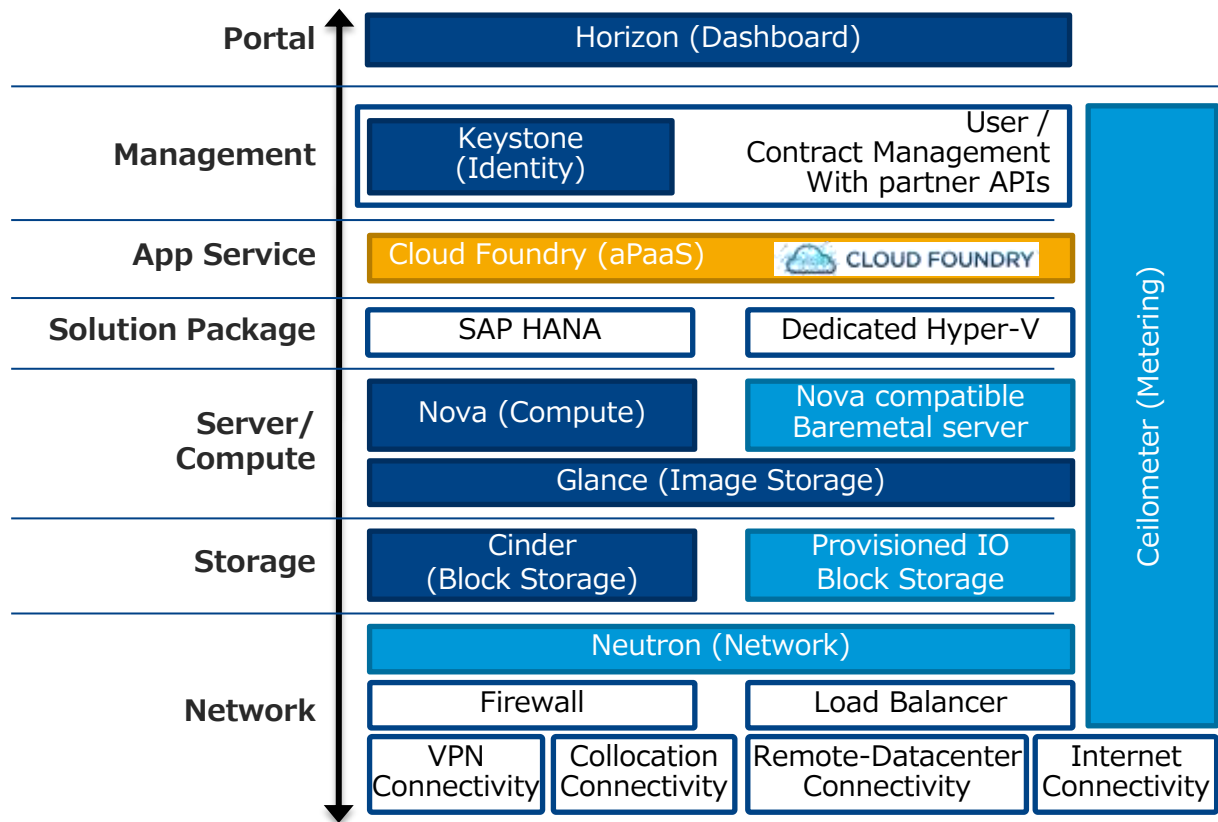 Portal
Horizon (Dashboard)
Management
Keystone
(Identity)
User /
Contract Management
With partner APIs
App Service
Cloud Foundry (aPaaS)
CLOUD FOUNDRY
Solution Package
SAP HANA
Dedicated Hyper-V
Server/
Compute
Nova (Compute)
Nova compatible
Baremetal server
Glance (Image Storage)
Storage
Cinder
(Block Storage)
Provisioned IO
Block Storage
Network
Neutron (Network)
Firewall
Load Balancer
VPN
Connectivity
Collocation
Connectivity
Remote-Datacenter
Connectivity
Internet
Connectivity
Ceilometer (Metering)